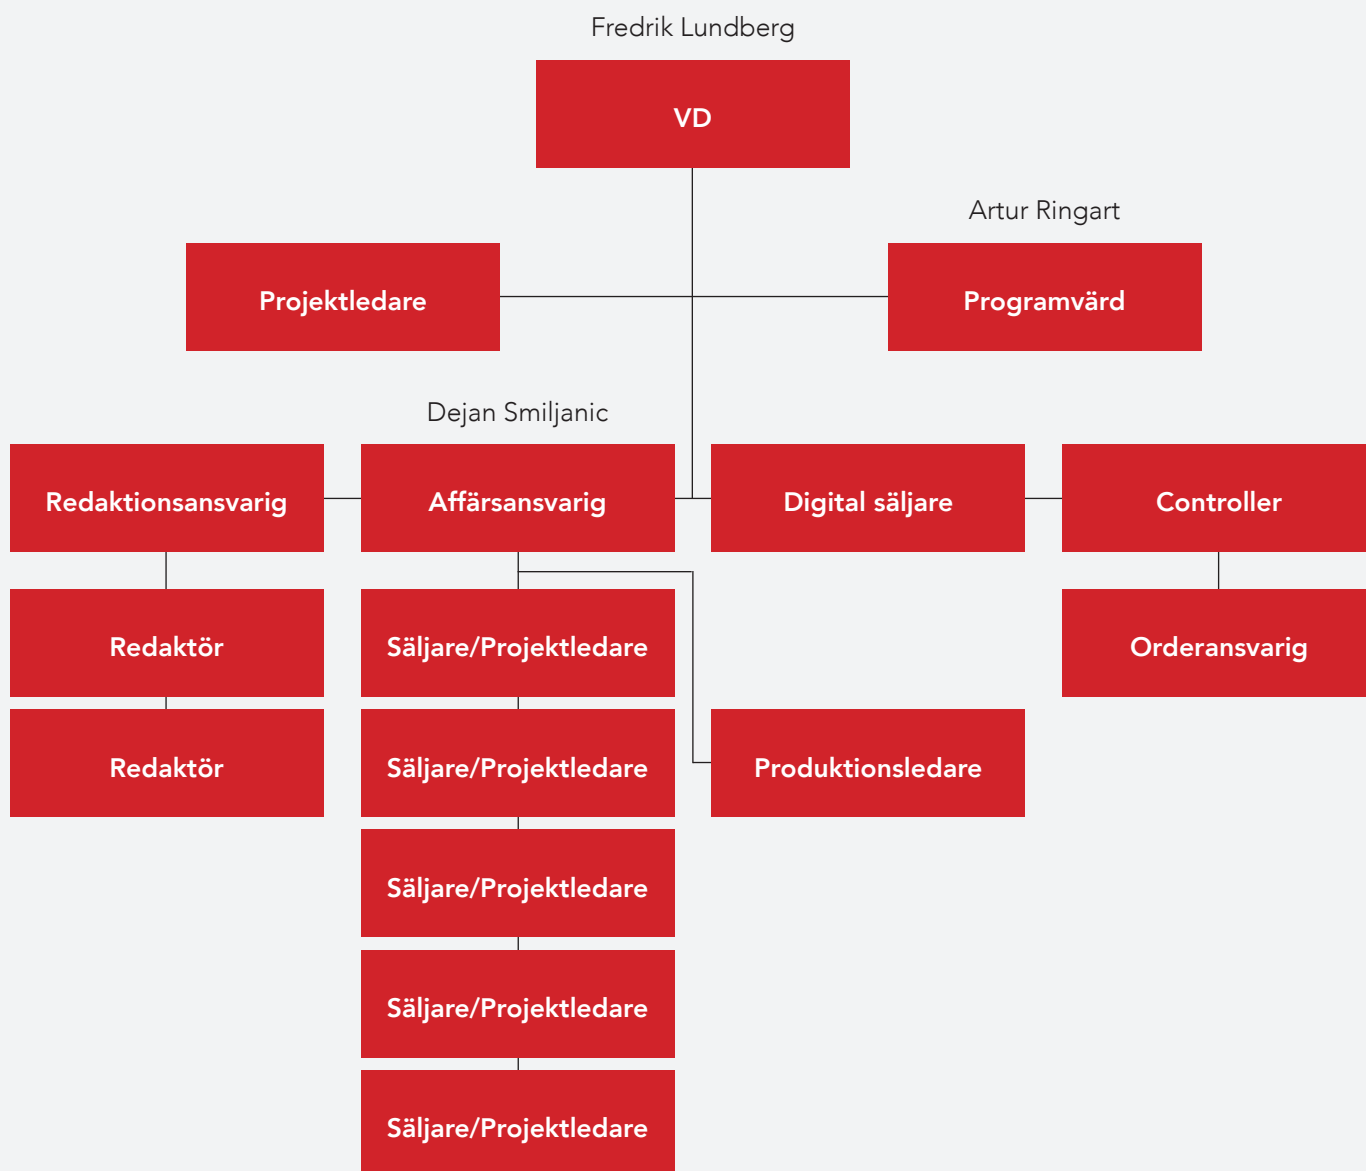 Fredrik Lundberg
VD
Artur Ringart
Projektledare
Programvärd
Dejan Smiljanic
Redaktionsansvarig
Affärsansvarig
Digital säljare
Controller
Redaktör
Säljare/Projektledare
Orderansvarig
Redaktör
Säljare/Projektledare
Produktionsledare
Säljare/Projektledare
Säljare/Projektledare
Säljare/Projektledare